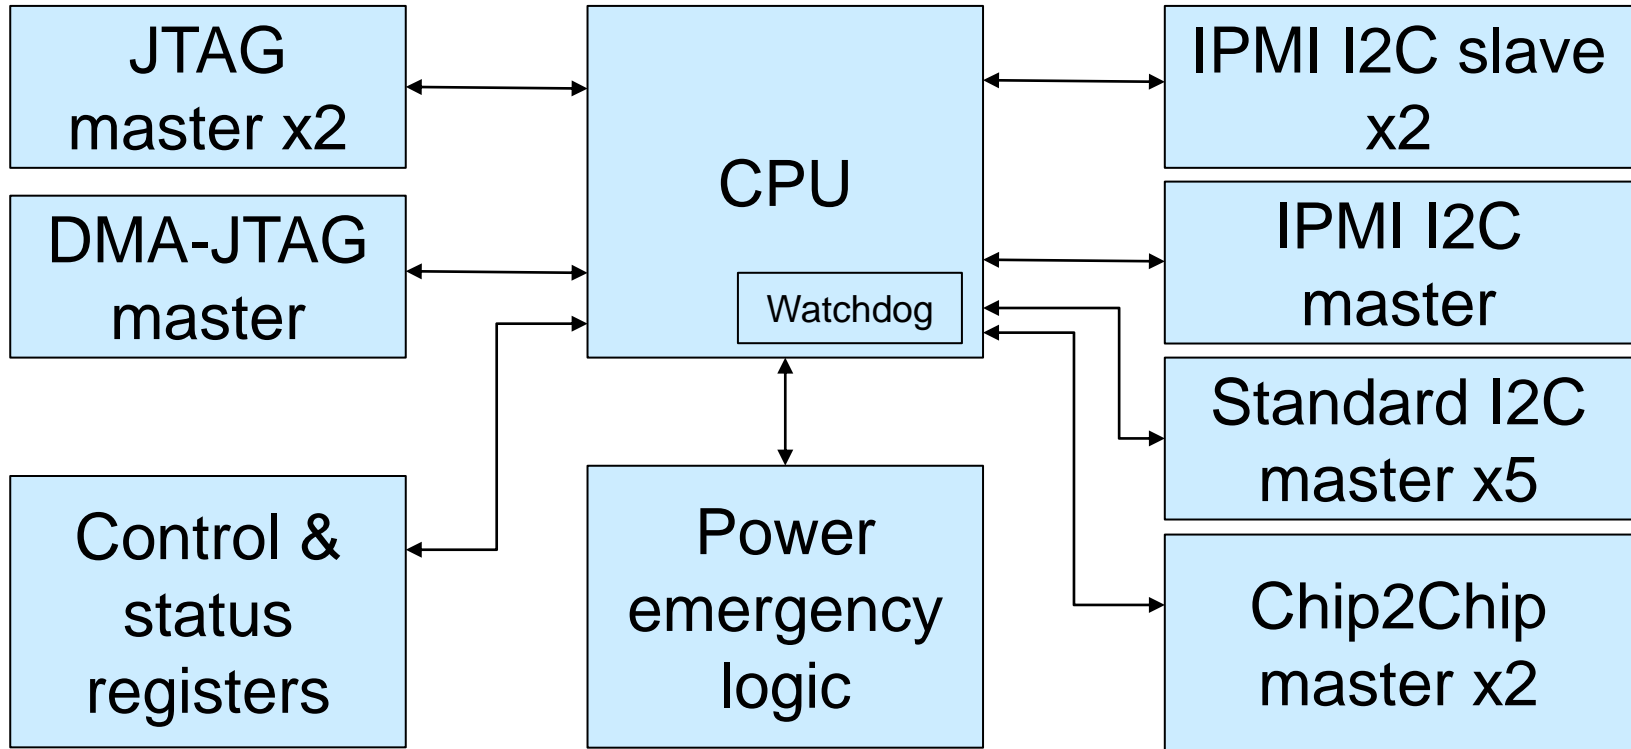 JTAG
master x2
DMA-JTAG
master
Control &
status
registers
CPU
Watchdog
Power
emergency
logic
IPMI I2C slave
x2
IPMI I2C
master
Standard I2C
master x5
Chip2Chip
master x2